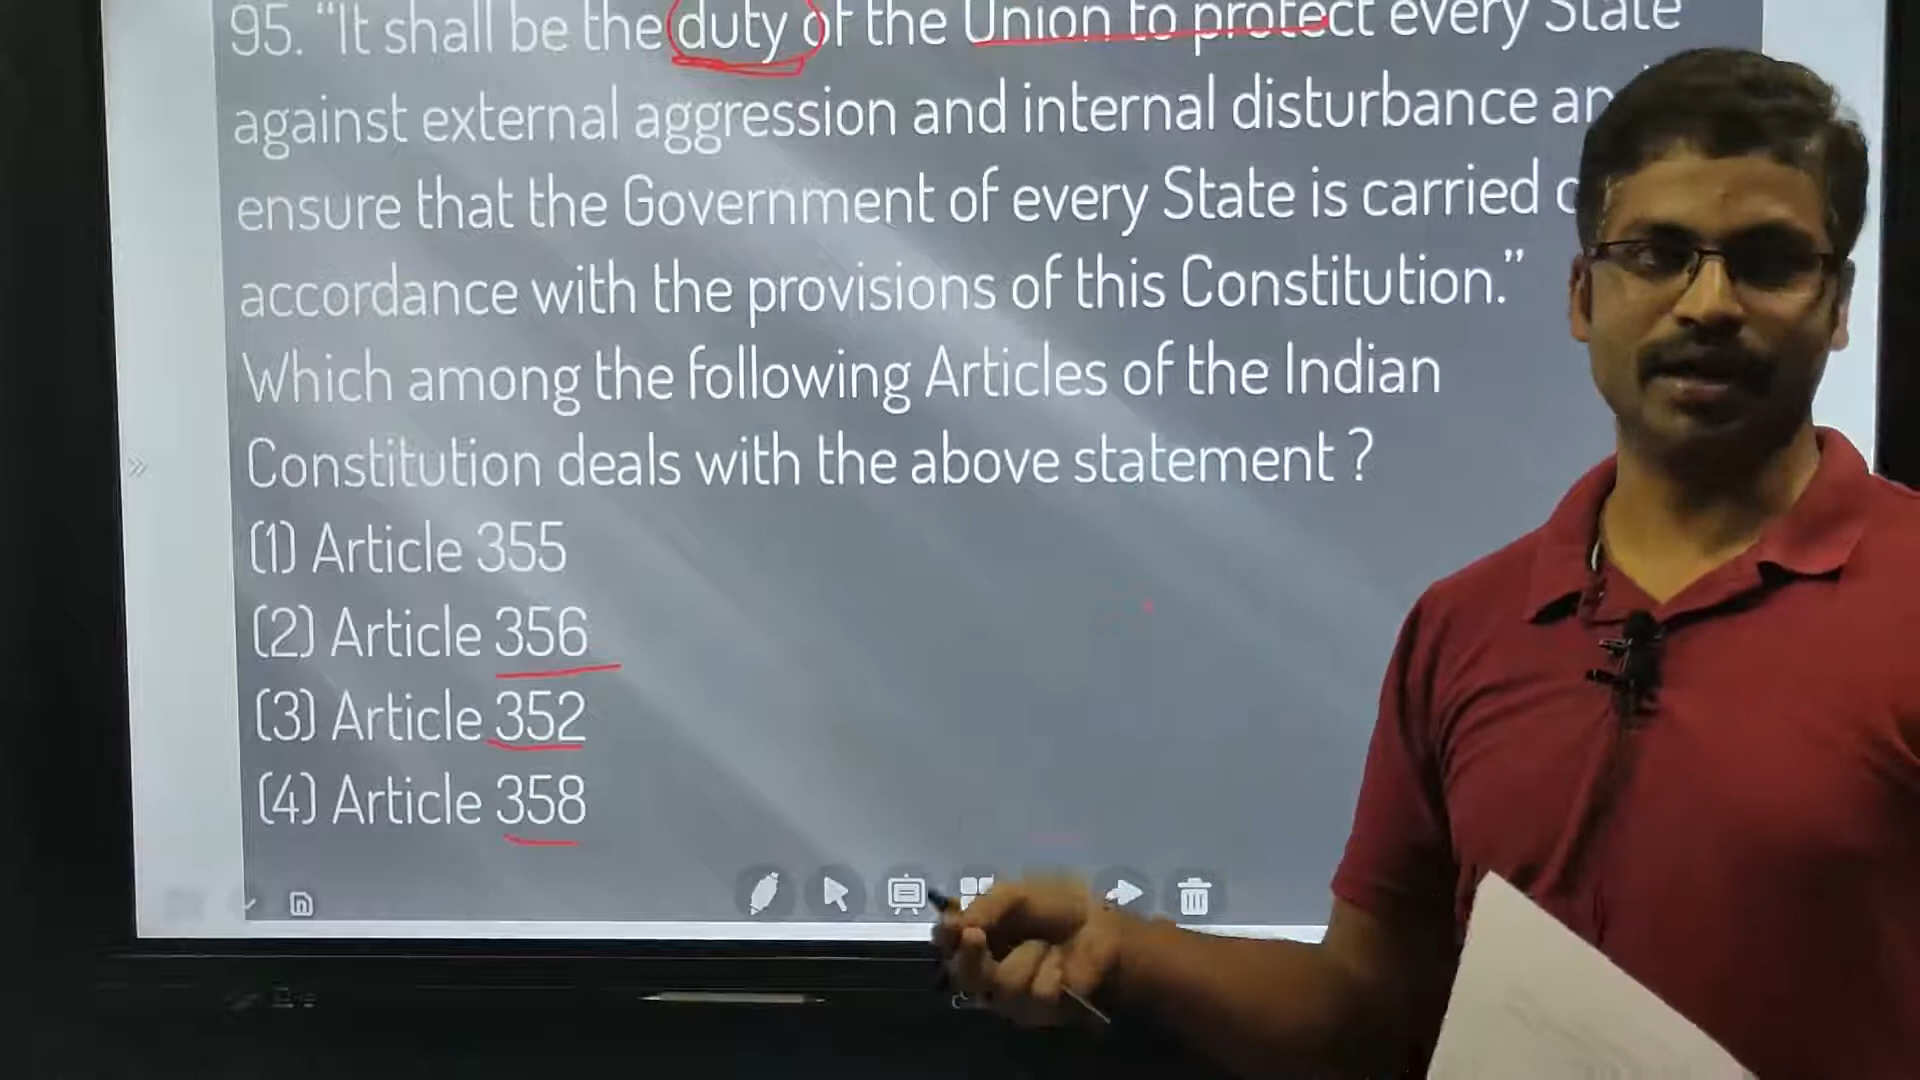 95. “It shall be the duty of the Union to protect every State
against external aggression and internal disturbance
ensure that the Government of every State is carried
accordance with the provisions of this Constitution.”
Which among the following Articles of the Indian
Constitution deals with the above statement ?
(1) Article 355
(2) Article 356
(3) Article 352
(4) Article 358